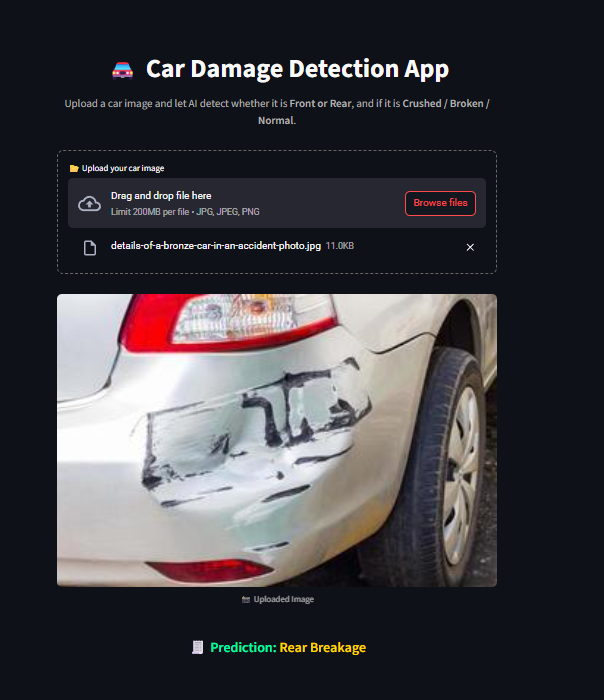 Car Damage Detection App
Upload a car image and let AI detect whether it is Front or Rear, and if it is Crushed / Broken /
Normal.
Upload your car image
Drag and drop file here
Limit 200MB per file • JPG, JPEG, PNG
Browse files
details-of-a-bronze-car-in-an-accident-photo.jpg 11.0KB
Uploaded Image
Prediction: Rear Breakage